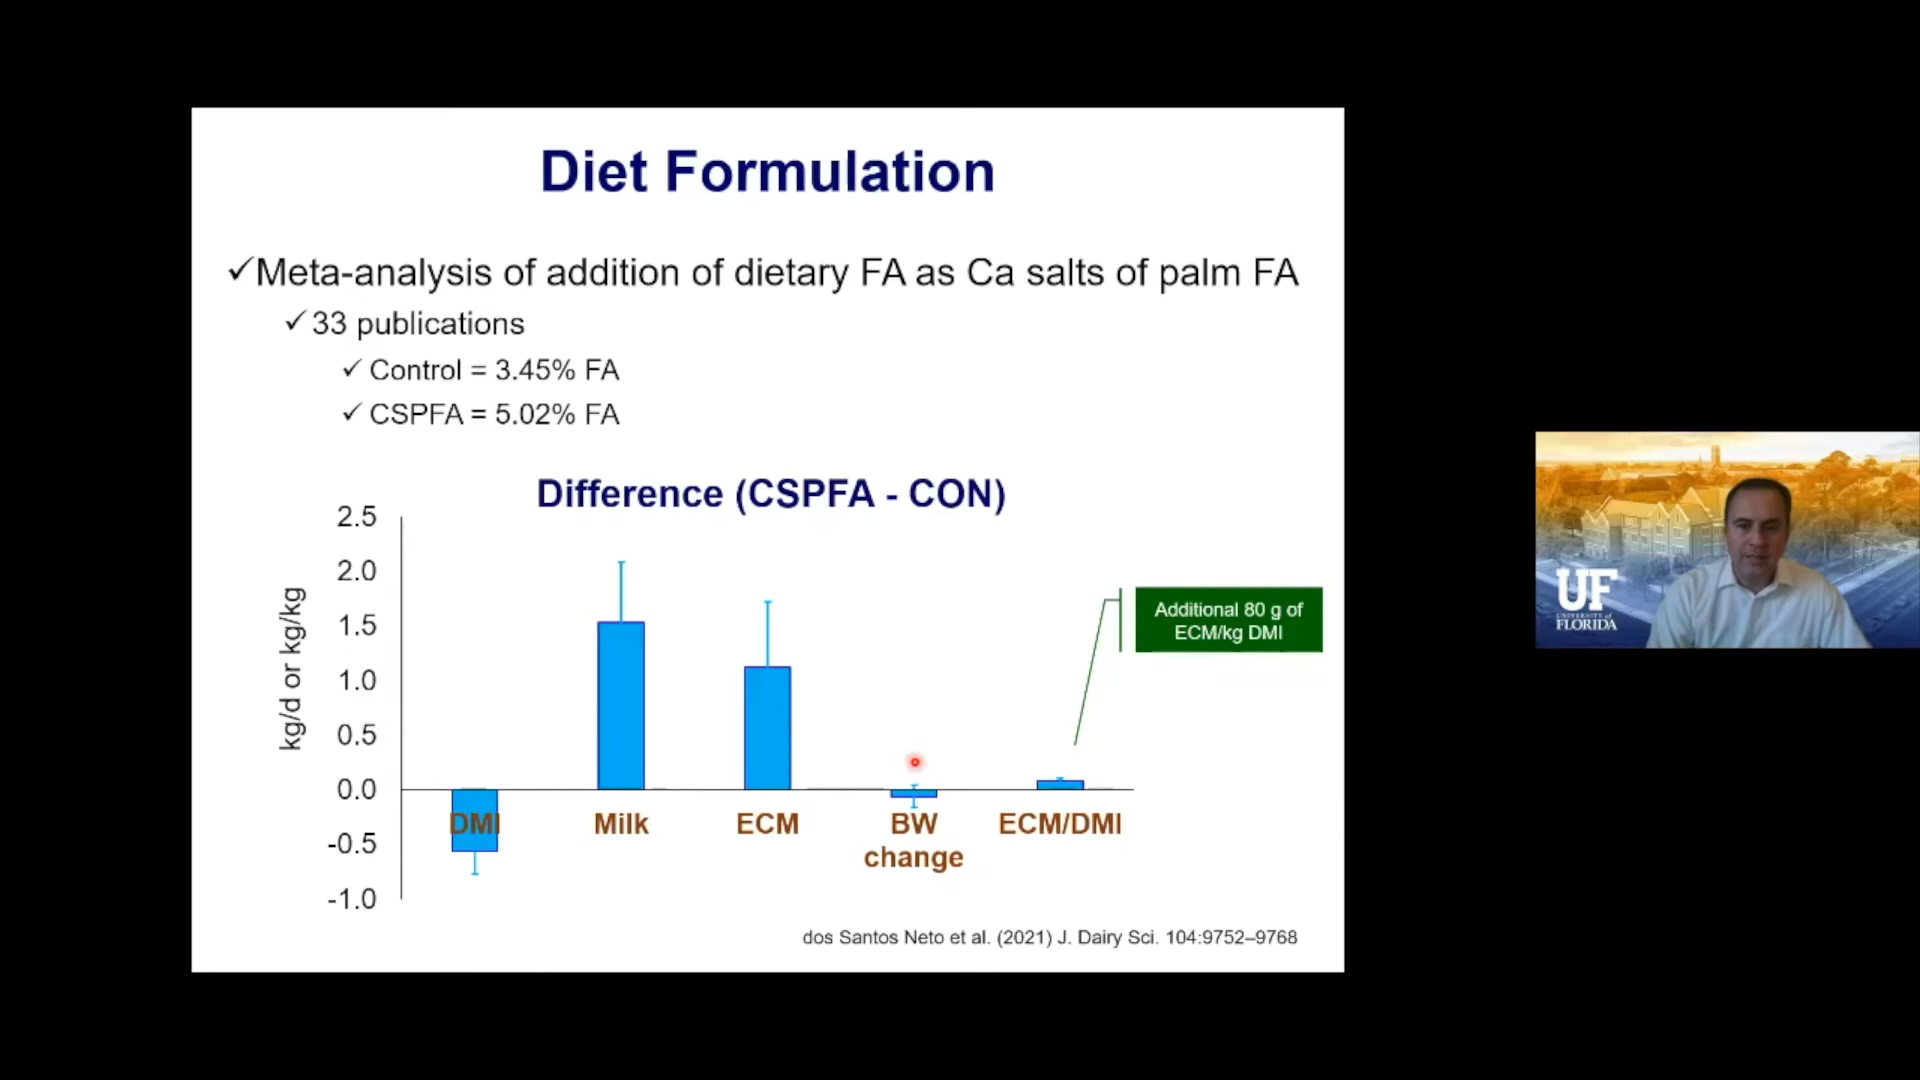 Diet Formulation
✓Meta-analysis of addition of dietary FA as Ca salts of palm FA
✓33 publications
✓ Control = 3.45% FA
✓ CSPFA = 5.02% FA
Difference (CSPFA - CON)
kg/d or kg/kg
2.5
2.0
1.5
1.0
0.5
0.0
-0.5
-1.0
DMI
Milk
ECM
BW
change
ECM/DMI
Additional 80 g of
ECM/kg DMI
dos Santos Neto et al. (2021) J. Dairy Sci. 104:9752–9768
UF
UNIVERSITY of
FLORIDA